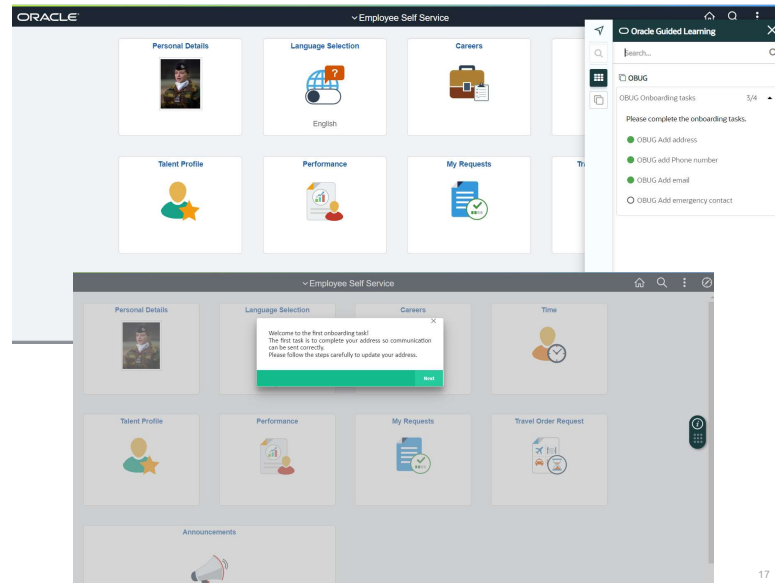 ORACLE
Employee Self Service
Personal Details
Language Selection
Careers
English
Talent Profile
Performance
My Requests
Oracle Guided Learning
Search...
OBUG
OBUG Onboarding tasks 3/4
Please complete the onboarding tasks.
OBUG Add address
OBUG add Phone number
OBUG Add email
OBUG Add emergency contact
Employee Self Service
Personal Details
Language Selection
Careers
Time
Welcome to the first onboarding task!
The first task is to complete your address so communication
can be sent correctly.
Please follow the steps carefully to update your address.
Next
Talent Profile
Performance
My Requests
Travel Order Request
Announcements
17